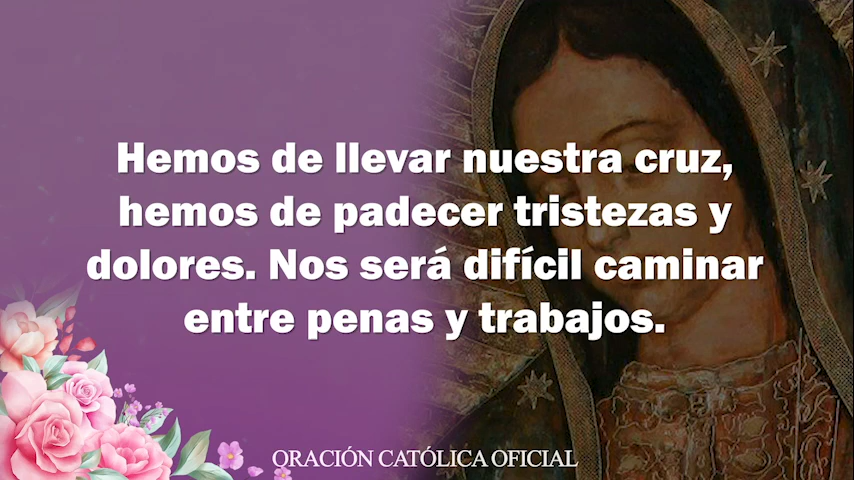 Hemos de llevar nuestra cruz,
hemos de padecer tristezas y
dolores. Nos será difícil caminar
entre penas y trabajos.
ORACIÓN CATÓLICA OFICIAL